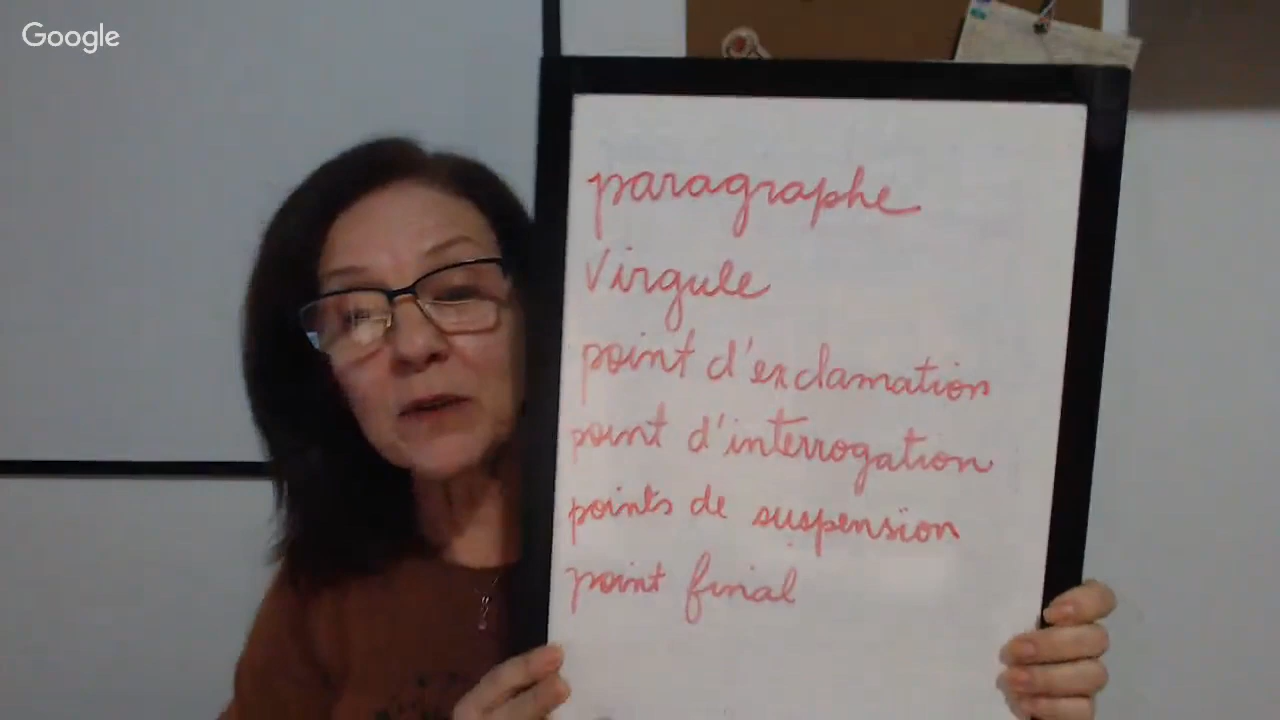 Google
paragraphe
virgule
point d'exclamation
point d'interrogation
points de suspension
point final